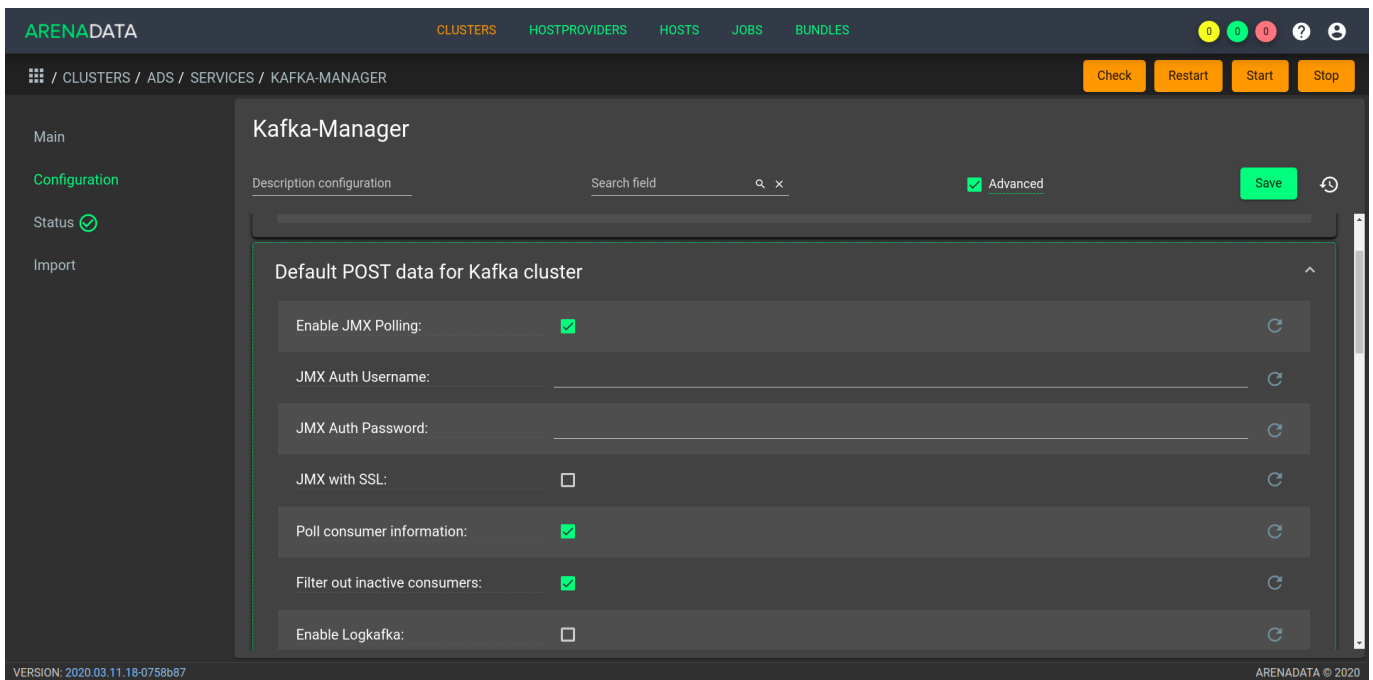 ARENADATA CLUSTERS HOSTPROVIDERS HOSTS JOBS BUNDLES 0 0 0 ?
/ CLUSTERS / ADS / SERVICES / KAFKA-MANAGER Check Restart Start Stop
Main
Configuration
Status
Import
Kafka-Manager
Description configuration Search field Advanced Save
Default POST data for Kafka cluster
Enable JMX Polling:
JMX Auth Username:
JMX Auth Password:
JMX with SSL:
Poll consumer information:
Filter out inactive consumers:
Enable Logkafka:
VERSION: 2020.03.11.18-0758b87 ARENADATA © 2020